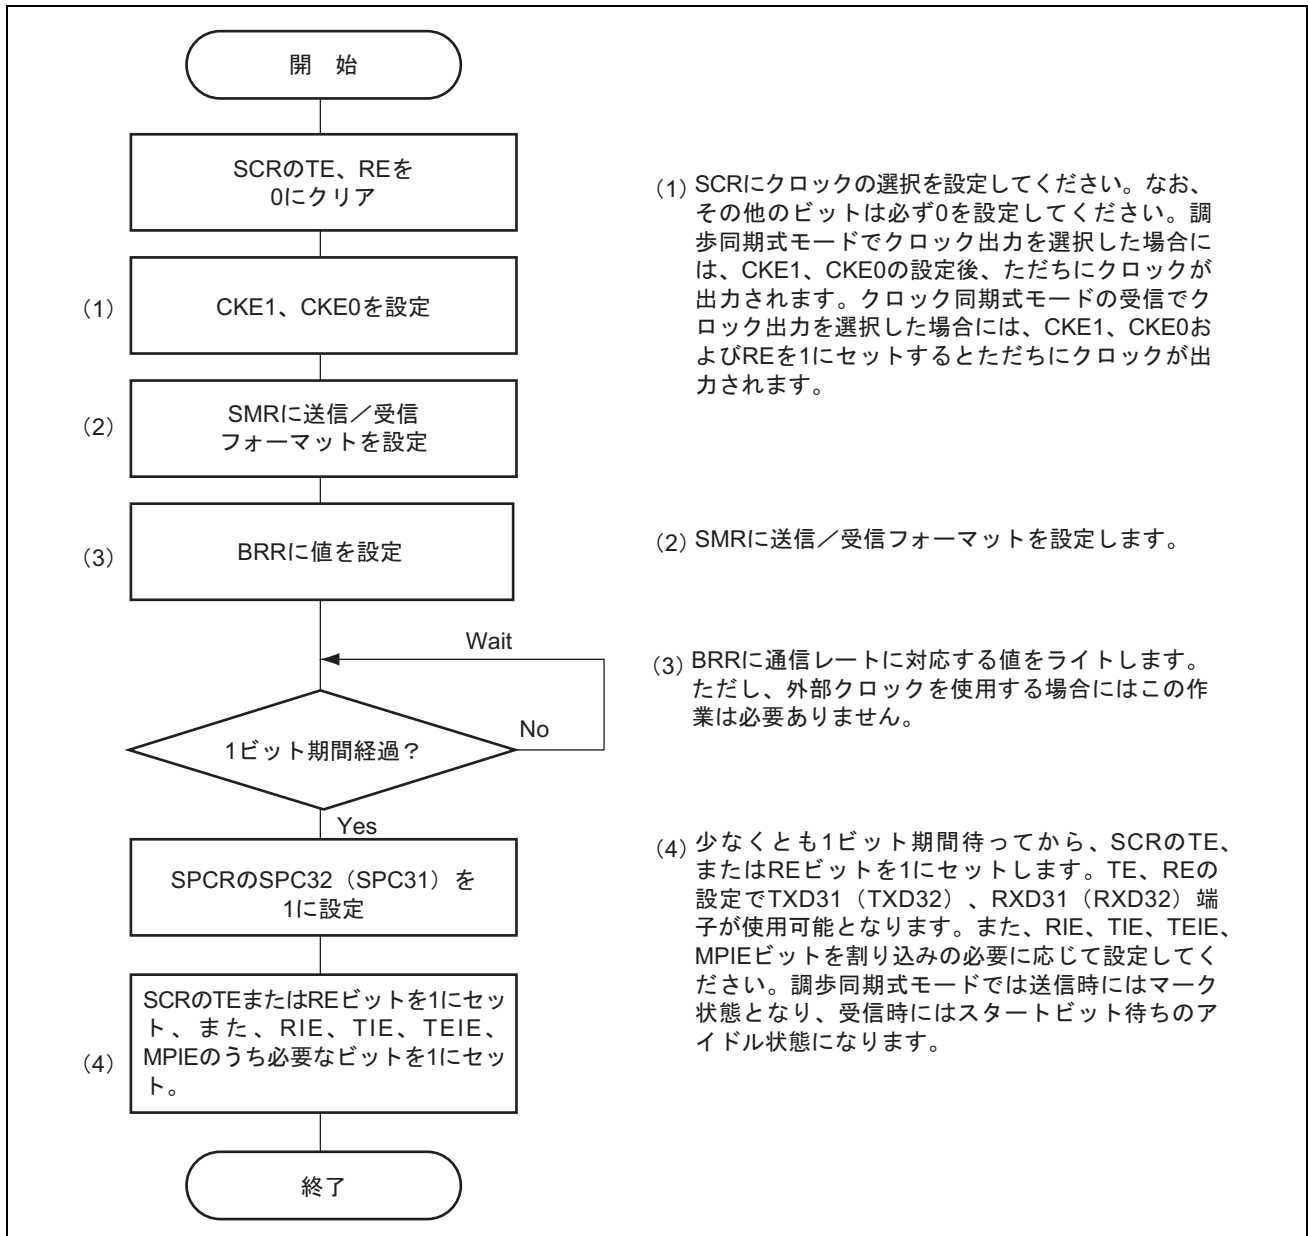 開　始
SCRのTE、REを
0にクリア
（1）
CKE1、CKE0を設定
（2）
SMRに送信／受信
フォーマットを設定
（3）
BRRに値を設定
Wait
1ビット期間経過？
No
Yes
SPCRのSPC32（SPC31）を
1に設定
（4）
SCRのTEまたはREビットを1にセッ
ト、また、RIE、TIE、TEIE、
MPIEのうち必要なビットを1にセッ
ト。
終了
（1）SCRにクロックの選択を設定してください。なお、
その他のビットは必ず0を設定してください。調
歩同期式モードでクロック出力を選択した場合に
は、CKE1、CKE0の設定後、ただちにクロックが
出力されます。クロック同期式モードの受信でク
ロック出力を選択した場合には、CKE1、CKE0お
よびREを1にセットするとただちにクロックが出
力されます。
（2）SMRに送信／受信フォーマットを設定します。
（3）BRRに通信レートに対応する値をライトします。
ただし、外部クロックを使用する場合にはこの作
業は必要ありません。
（4）少なくとも1ビット期間待ってから、SCRのTE、
またはREビットを1にセットします。TE、REの
設定でTXD31（TXD32）、RXD31（RXD32）端
子が使用可能となります。また、RIE、TIE、TEIE、
MPIEビットを割り込みの必要に応じて設定してく
ださい。調歩同期式モードでは送信時にはマーク
状態となり、受信時にはスタートビット待ちのア
イドル状態になります。